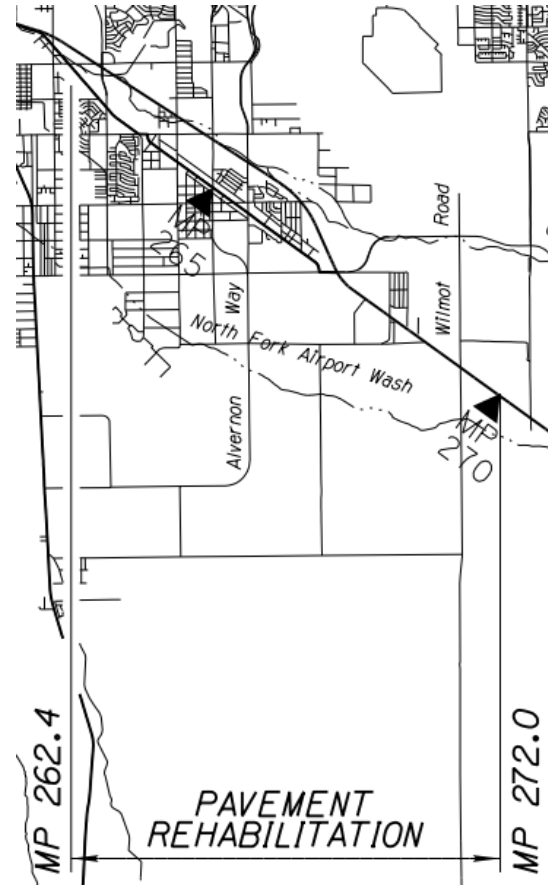 MP
265
Road
Wilmot
Way
Alvernon
North Fork Airport Wash
MP
270
MP 262.4
PAVEMENT
REHABILITATION
MP 272.0